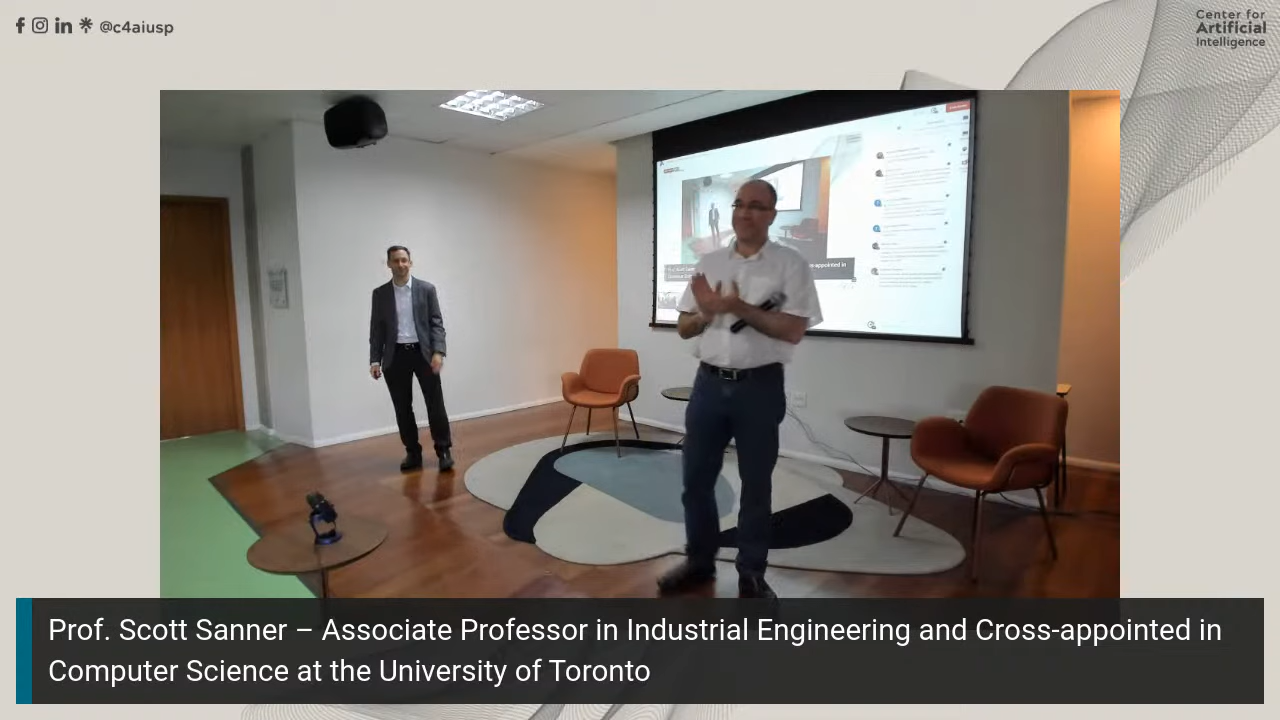 @c4aiusp
Center for
Artificial
Intelligence
Prof. Scott Sanner – Associate Professor in Industrial Engineering and Cross-appointed in
Computer Science at the University of Toronto